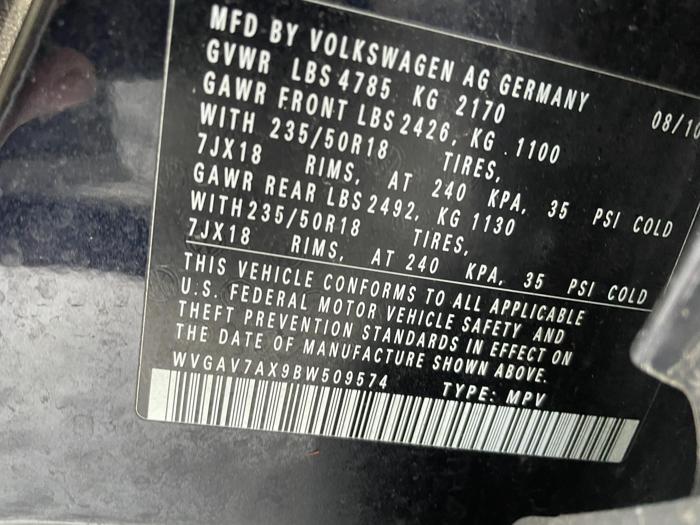 MFD BY VOLKSWAGEN AG GERMANY
08/10
GVWR LBS 4785 KG 2170
GAWR FRONT LBS 2426, KG 1100
WITH 235/50R18 TIRES,
7JX18 RIMS, AT 240 KPA, 35 PSI COLD
GAWR REAR LBS 2492, KG 1130
WITH 235/50R18 TIRES,
7JX18 RIMS, AT 240 KPA, 35 PSI COLD
THIS VEHICLE CONFORMS TO ALL APPLICABLE
U.S. FEDERAL MOTOR VEHICLE SAFETY AND
THEFT PREVENTION STANDARDS IN EFFECT ON
THE DATE OF MANUFACTURE SHOWN ABOVE.
WVGAV7AX9BW509574 TYPE: MPV